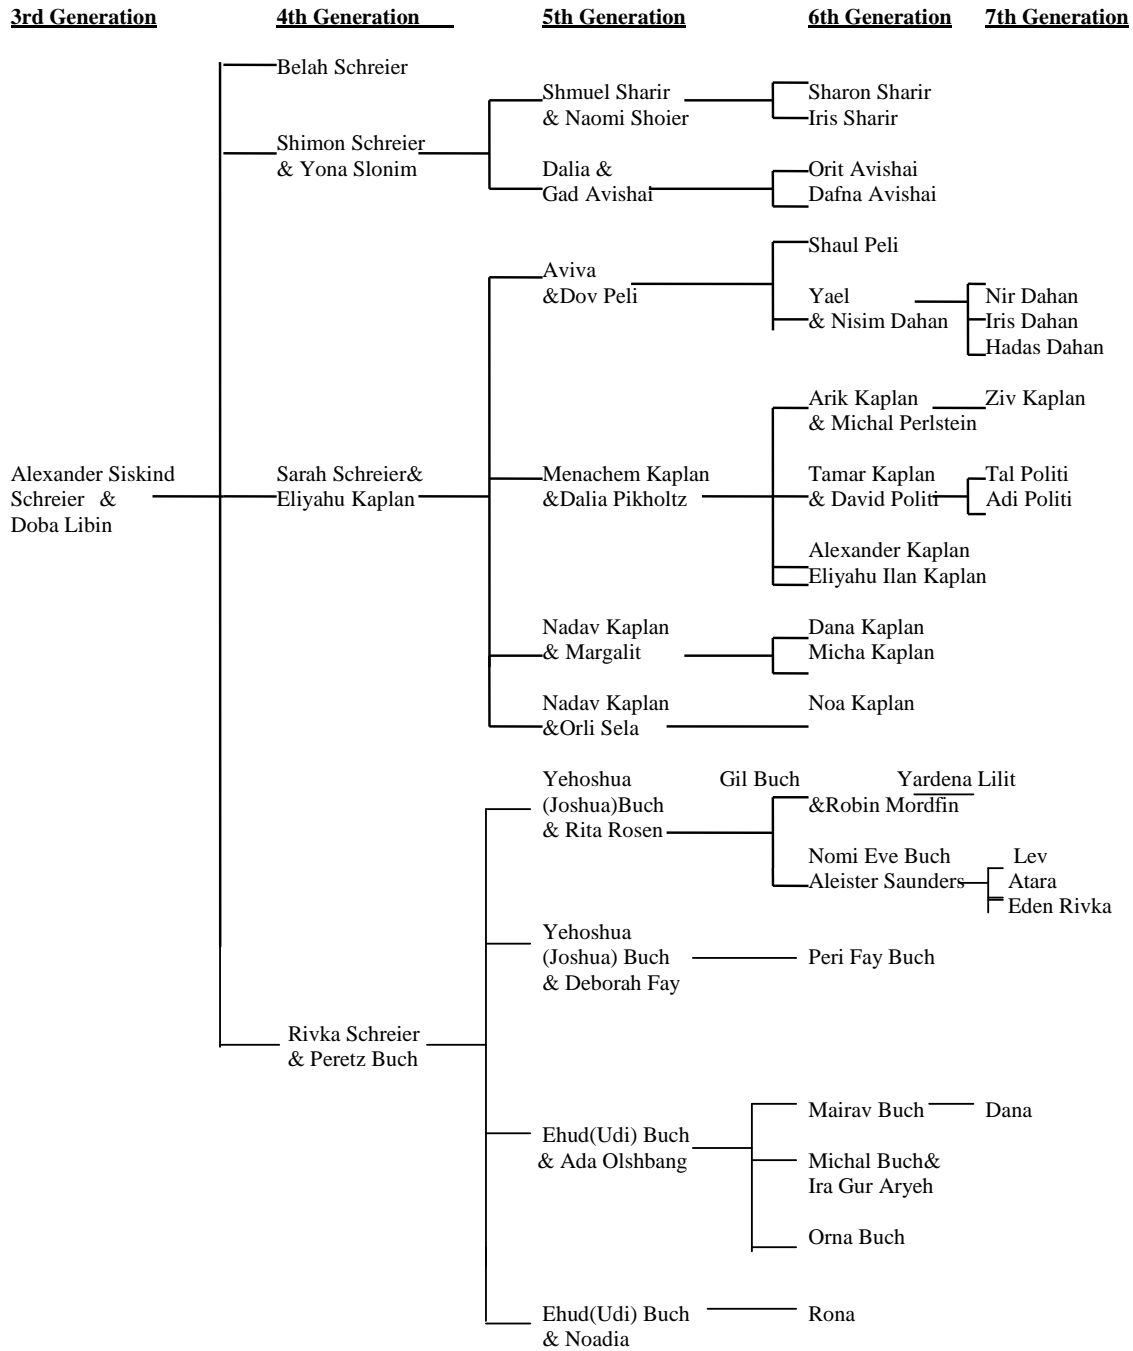 3rd Generation 4th Generation 5th Generation 6th Generation 7th Generation
Belah Schreier
Shmuel Sharir
& Naomi Shoier
Sharon Sharir
Iris Sharir
Shimon Schreier
& Yona Slonim
Dalia &
Gad Avishai
Orit Avishai
Dafna Avishai
Shaul Peli
Aviva
&Dov Peli
Yael
& Nisim Dahan
Nir Dahan
Iris Dahan
Hadas Dahan
Arik Kaplan
& Michal Perlstein
Ziv Kaplan
Alexander Siskind
Schreier &
Doba Libin
Sarah Schreier&
Eliyahu Kaplan
Menachem Kaplan
&Dalia Pikholtz
Tamar Kaplan
& David Politi
Tal Politi
Adi Politi
Alexander Kaplan
Eliyahu Ilan Kaplan
Nadav Kaplan
& Margalit
Dana Kaplan
Micha Kaplan
Nadav Kaplan
&Orli Sela
Noa Kaplan
Yehoshua
(Joshua)Buch
& Rita Rosen
Gil Buch
&Robin Mordfin
Yardena Lilit
Nomi Eve Buch
Aleister Saunders
Lev
Atara
Eden Rivka
Yehoshua
(Joshua) Buch
& Deborah Fay
Peri Fay Buch
Rivka Schreier
& Peretz Buch
Ehud(Udi) Buch
& Ada Olshbang
Mairav Buch
Dana
Michal Buch&
Ira Gur Aryeh
Orna Buch
Ehud(Udi) Buch
& Noadia
Rona